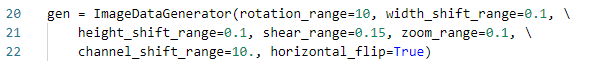 20 gen = ImageDataGenerator(rotation_range=10, width_shift_range=0.1, \
21 height_shift_range=0.1, shear_range=0.15, zoom_range=0.1, \
22 channel_shift_range=10., horizontal_flip=True)